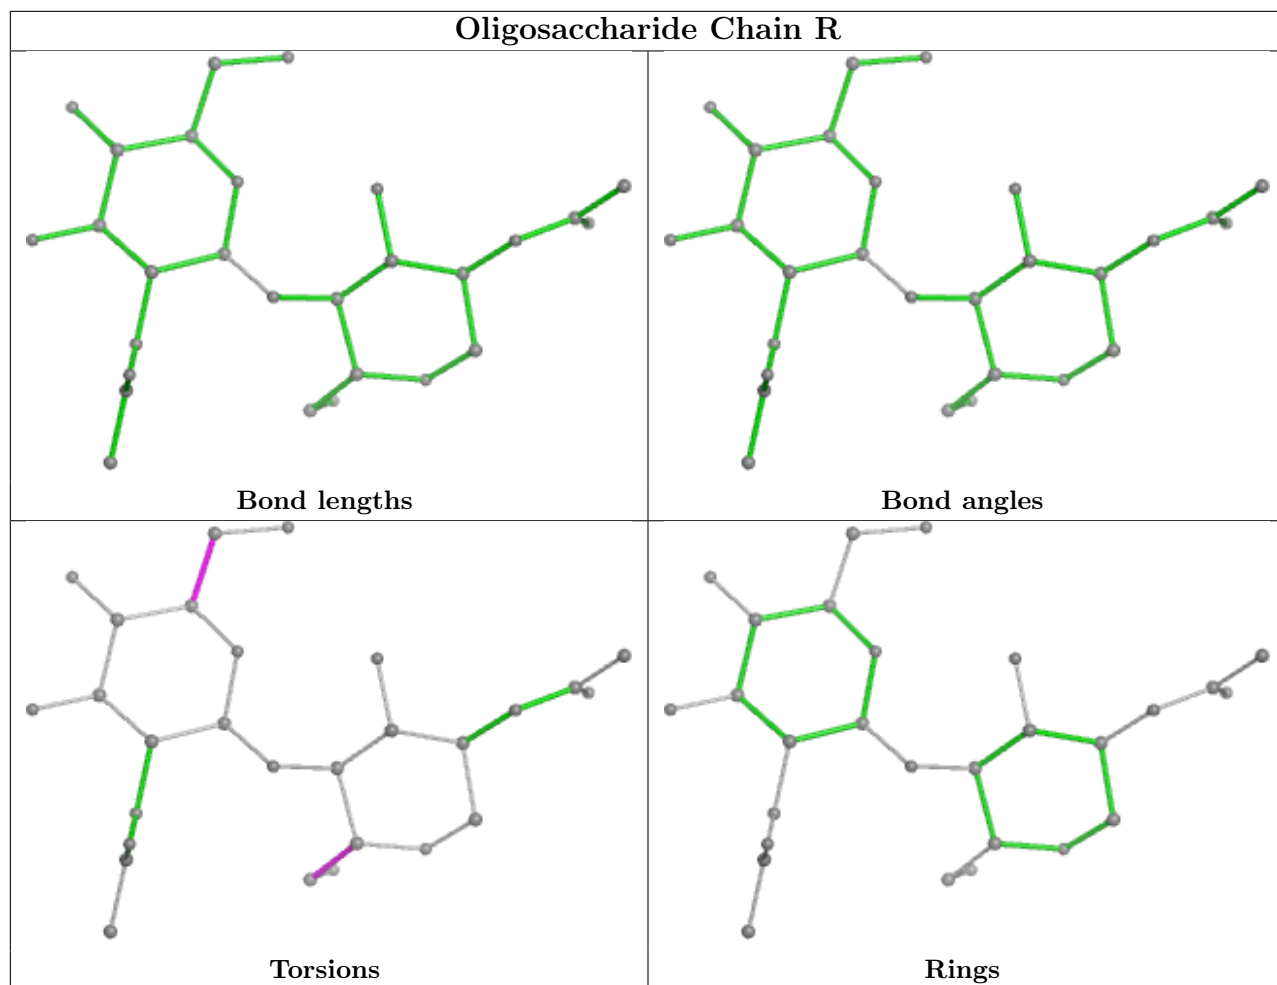 Oligosaccharide Chain R
Bond lengths
Bond angles
Torsions
Rings